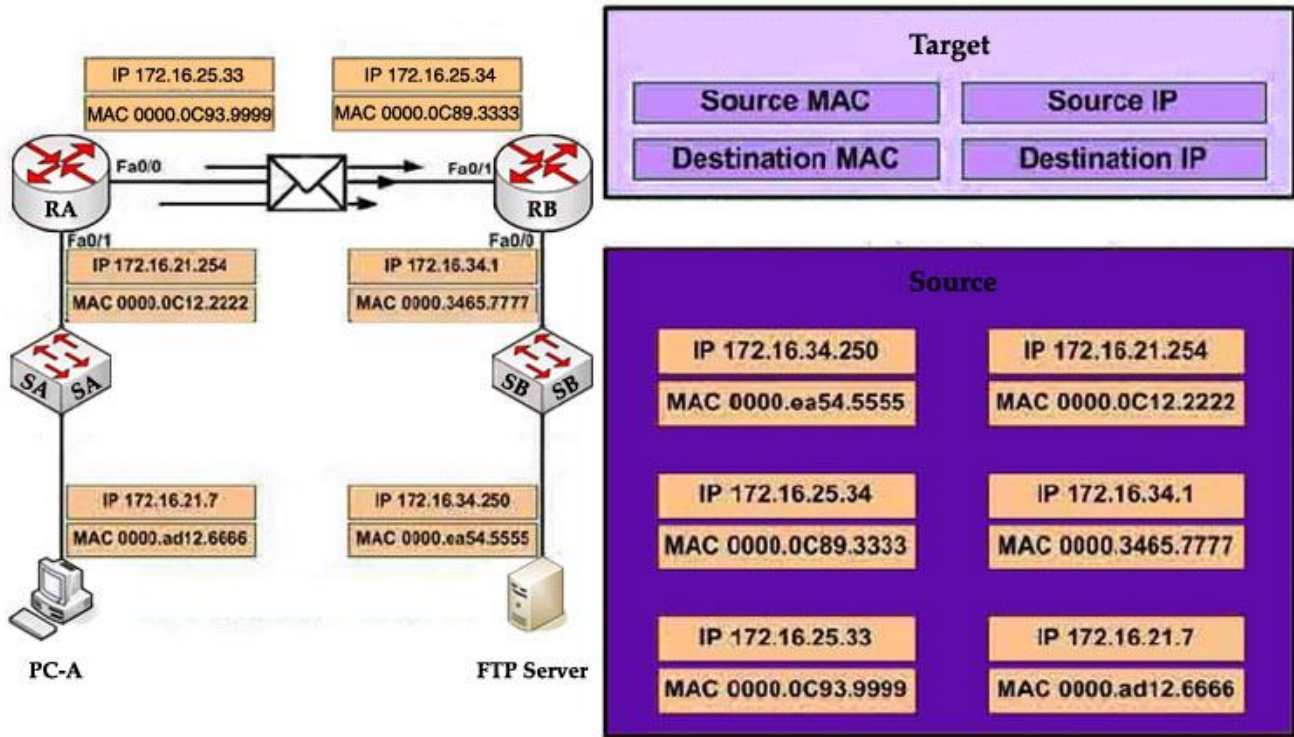 IP 172.16.25.33
MAC 0000.0C93.9999
IP 172.16.25.34
MAC 0000.0C89.3333
Fa0/0
Fa0/1
RA
RB
Fa0/1
Fa0/0
IP 172.16.21.254
MAC 0000.0C12.2222
IP 172.16.34.1
MAC 0000.3465.7777
SA SA
SB SB
IP 172.16.21.7
MAC 0000.ad12.6666
IP 172.16.34.250
MAC 0000.ea54.5555
PC-A
FTP Server
Target
Source MAC
Source IP
Destination MAC
Destination IP
Source
IP 172.16.34.250
MAC 0000.ea54.5555
IP 172.16.21.254
MAC 0000.0C12.2222
IP 172.16.25.34
MAC 0000.0C89.3333
IP 172.16.34.1
MAC 0000.3465.7777
IP 172.16.25.33
MAC 0000.0C93.9999
IP 172.16.21.7
MAC 0000.ad12.6666